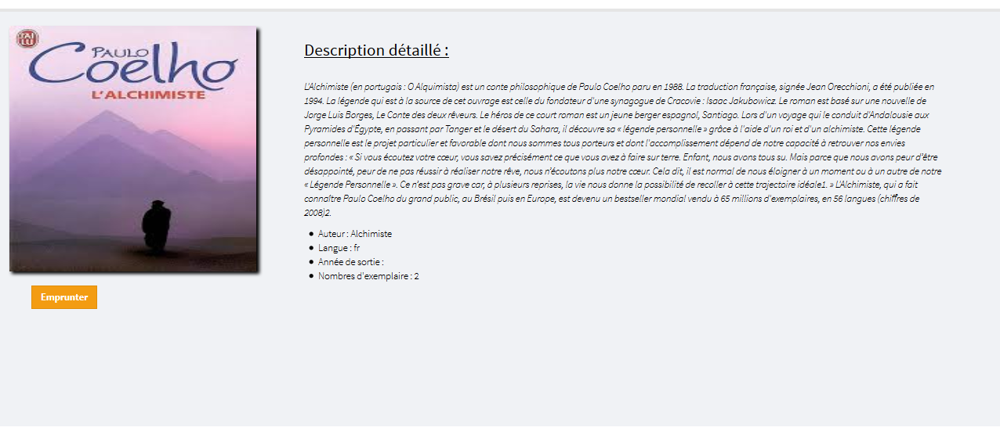 J'AI
LU
PAULO
Coelho
L'ALCHIMISTE
Emprunter
Description détaillé :
L'Alchimiste (en portugais : O Alquimista) est un conte philosophique de Paulo Coelho paru en 1988. La traduction française, signée Jean Orecchioni, a été publiée en
1994. La légende qui est à la source de cet ouvrage est celle du fondateur d'une synagogue de Cracovie : Isaac Jakubowicz. Le roman est basé sur une nouvelle de
Jorge Luis Borges, Le Conte des deux rêveurs. Le héros de ce court roman est un jeune berger espagnol, Santiago. Lors d'un voyage qui le conduit d'Andalousie aux
Pyramides d'Égypte, en passant par Tanger et le désert du Sahara, il découvre sa « légende personnelle » grâce à l'aide d'un roi et d'un alchimiste. Cette légende
personnelle est le projet particulier et favorable dont nous sommes tous porteurs et dont l'accomplissement dépend de notre capacité à retrouver nos envies
profondes : « Si vous écoutez votre cœur, vous savez précisément ce que vous avez à faire sur terre. Enfant, nous avons tous su. Mais parce que nous avons peur d'être
désappointé, peur de ne pas réussir à réaliser notre rêve, nous n'écoutons plus notre cœur. Cela dit, il est normal de nous éloigner à un moment ou à un autre de notre
« Légende Personnelle ». Ce n'est pas grave car, à plusieurs reprises, la vie nous donne la possibilité de recoller à cette trajectoire idéale1. » L'Alchimiste, qui a fait
connaître Paulo Coelho du grand public, au Brésil puis en Europe, est devenu un bestseller mondial vendu à 65 millions d'exemplaires, en 56 langues (chiffres de
2008)2.
• Auteur : Alchimiste
• Langue : fr
• Année de sortie :
• Nombres d'exemplaire : 2